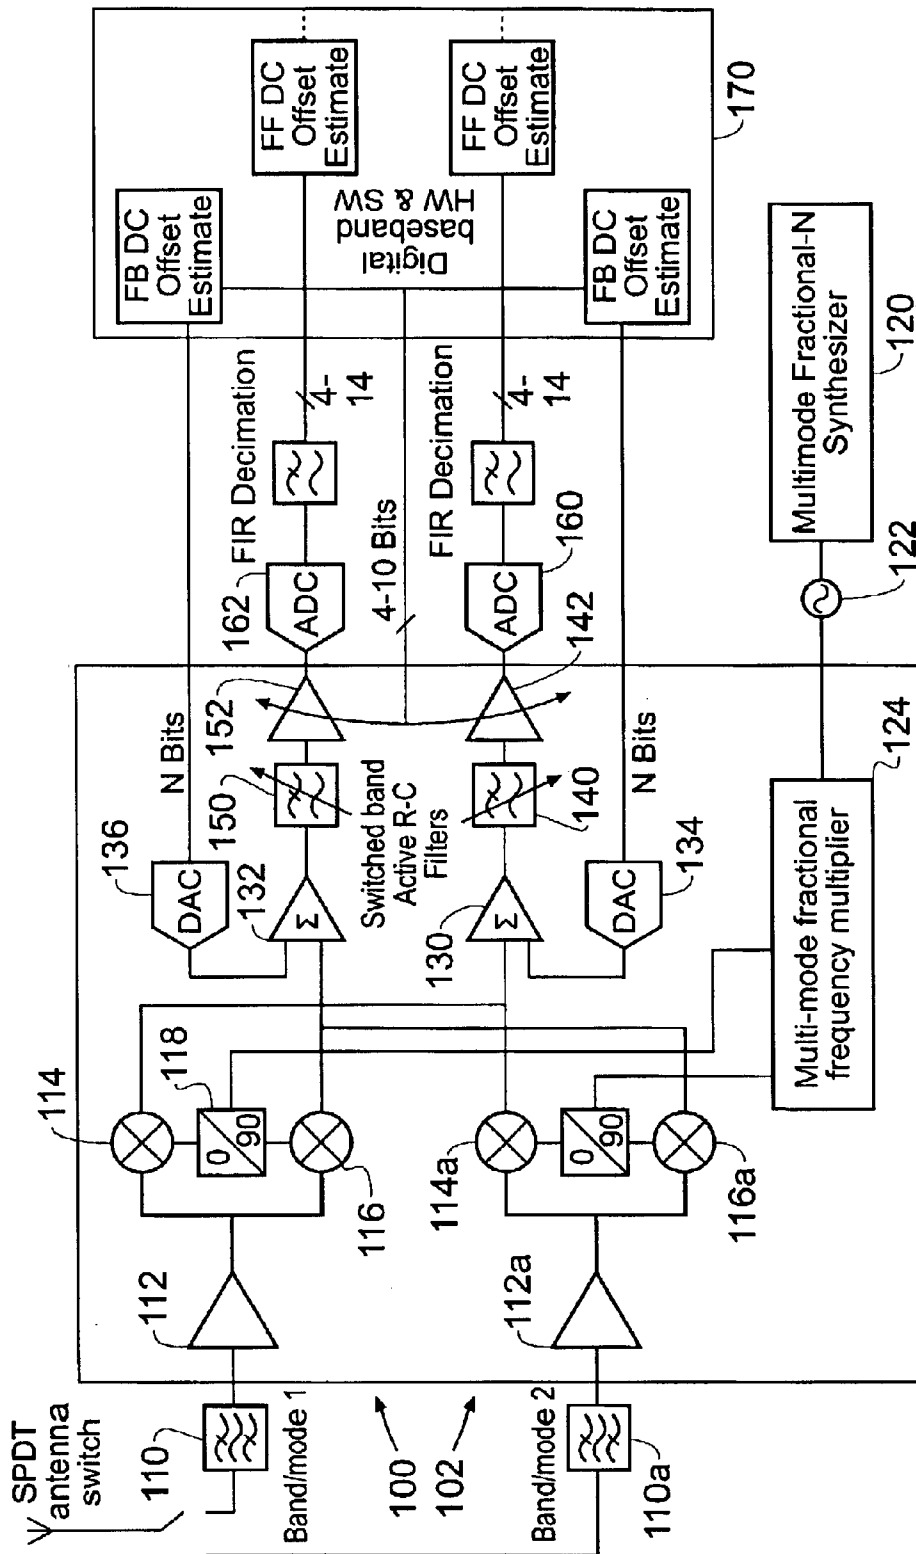 SPDT
antenna
switch
110
Band/mode 1
100
102
Band/mode 2
110a
112
112a
114
118
0
90
116
114a
0
90
116a
136
DAC
N Bits
132
Σ
150
152
Switched band
Active R-C
Filters
130
Σ
140
142
DAC
134
N Bits
162
ADC
FIR Decimation
4-
14
4-10 Bits
ADC
160
FIR Decimation
4-
14
FB DC
Offset
Estimate
FF DC
Offset
Estimate
Digital
baseband
HW & SW
FF DC
Offset
Estimate
FB DC
Offset
Estimate
170
Multi-mode fractional
frequency multiplier
124
122
Multimode Fractional-N
Synthesizer
120